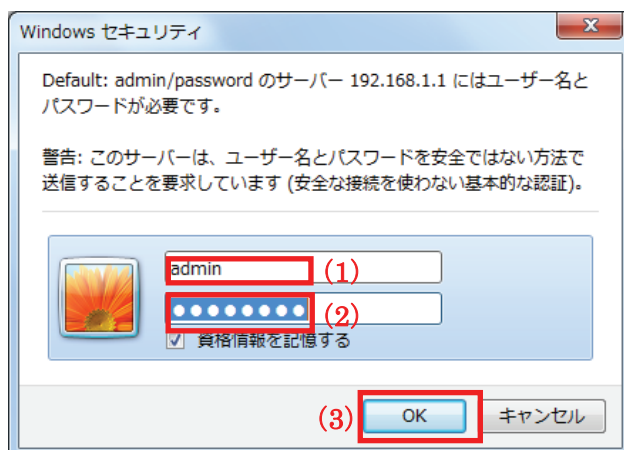 Windows セキュリティ
Default: admin/password のサーバー 192.168.1.1 にはユーザー名と
パスワードが必要です。
警告: このサーバーは、ユーザー名とパスワードを安全ではない方法で
送信することを要求しています (安全な接続を使わない基本的な認証)。
admin (1)
●●●●●●●● (2)
資格情報を記憶する
(3) OK キャンセル